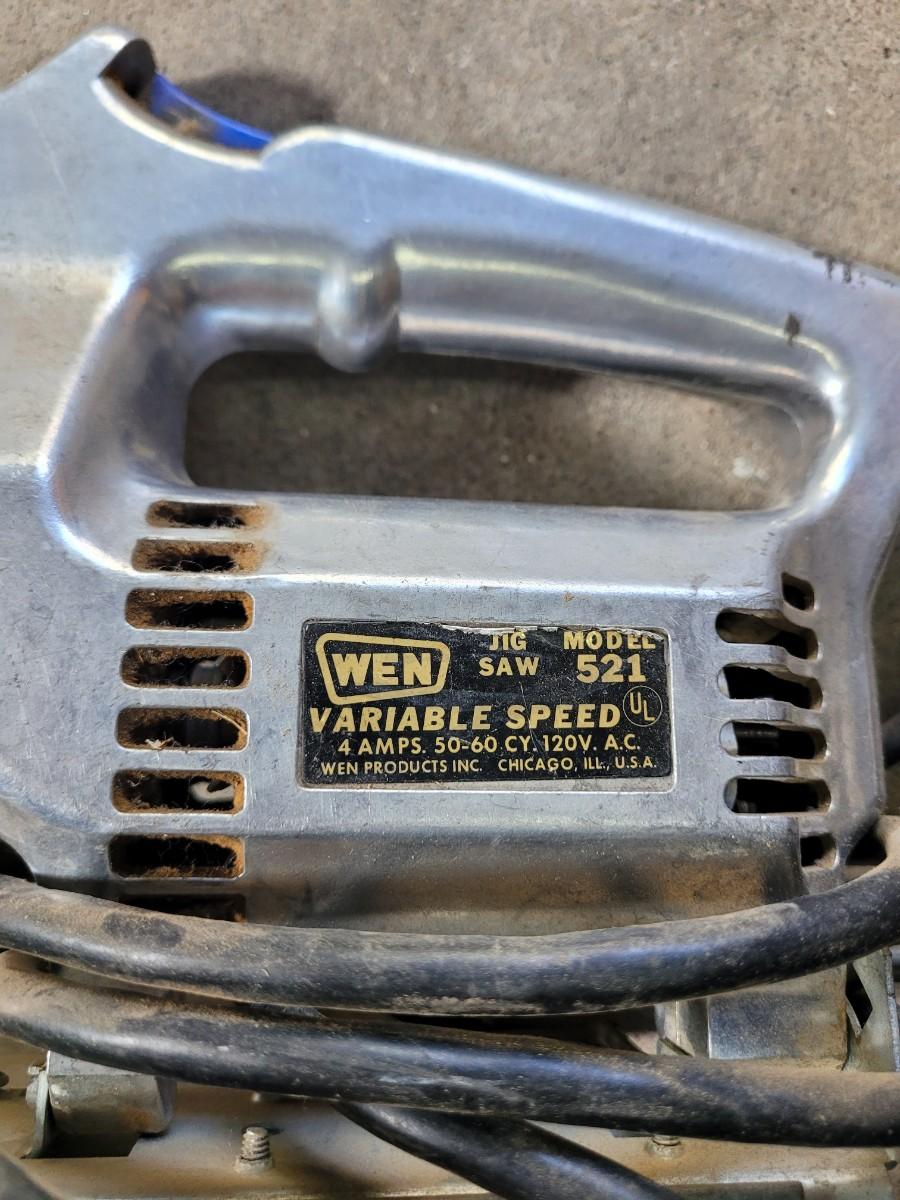 WEN JIG SAW MODEL 521
VARIABLE SPEED UL
4 AMPS. 50-60 CY. 120V. A.C.
WEN PRODUCTS INC. CHICAGO, ILL., U.S.A.